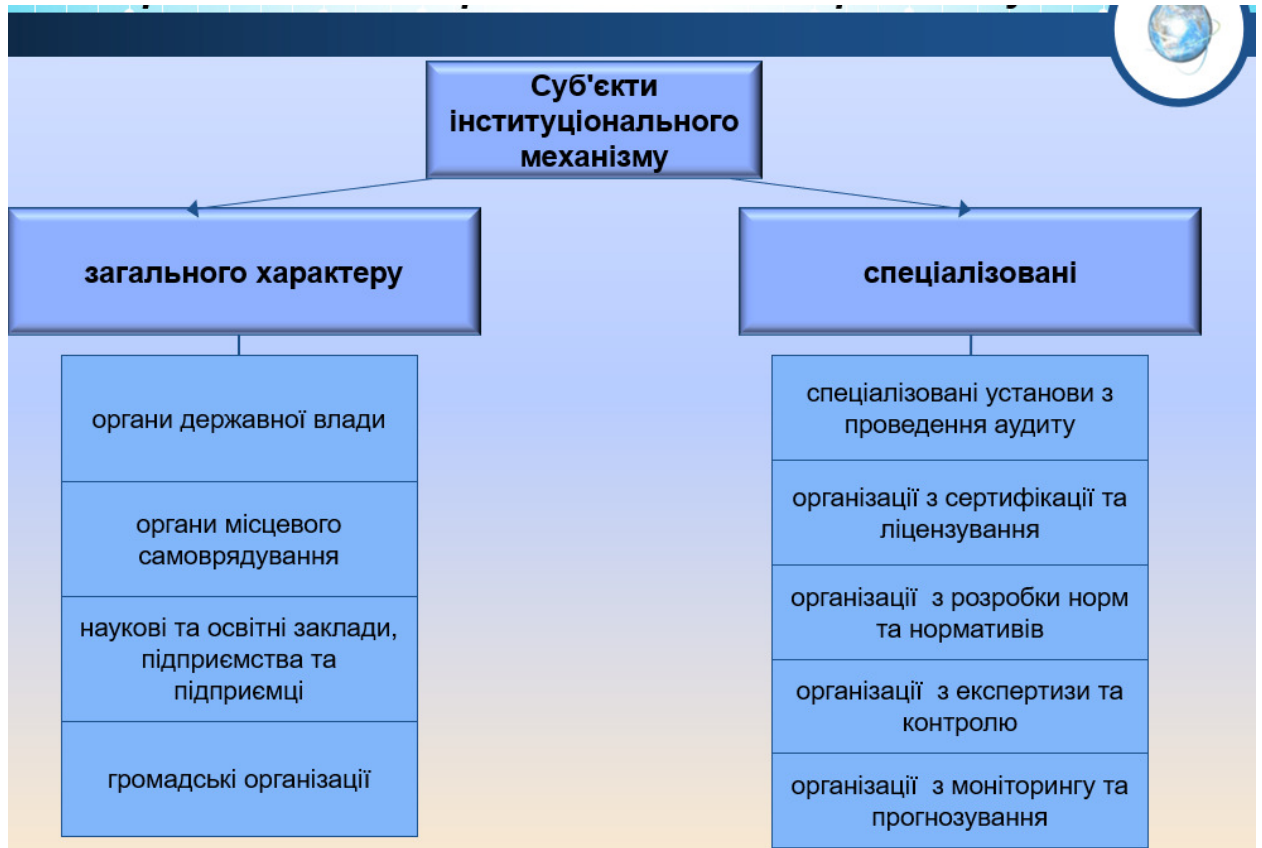 Суб'єкти
інституціонального
механізму
загального характеру
спеціалізовані
органи державної влади
органи місцевого
самоврядування
наукові та освітні заклади,
підприємства та
підприємці
громадські організації
спеціалізовані установи з
проведення аудиту
організації з сертифікації та
ліцензування
організації  з розробки норм
та нормативів
організації  з експертизи та
контролю
організації  з моніторингу та
прогнозування